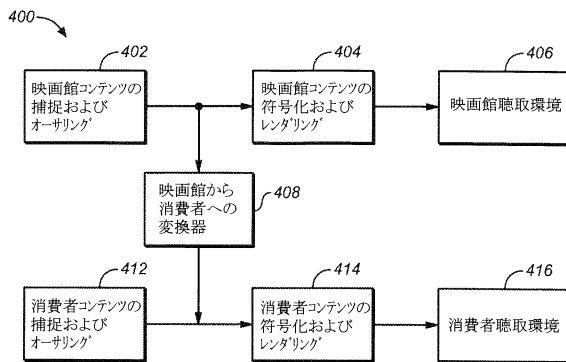 400
402
映画館コンテンツの
捕捉および
オーサリング
404
映画館コンテンツの
符号化および
レンダリング
406
映画館聴取環境
映画館から
消費者への
変換器
408
412
消費者コンテンツの
捕捉および
オーサリング
414
消費者コンテンツの
符号化および
レンダリング
416
消費者聴取環境